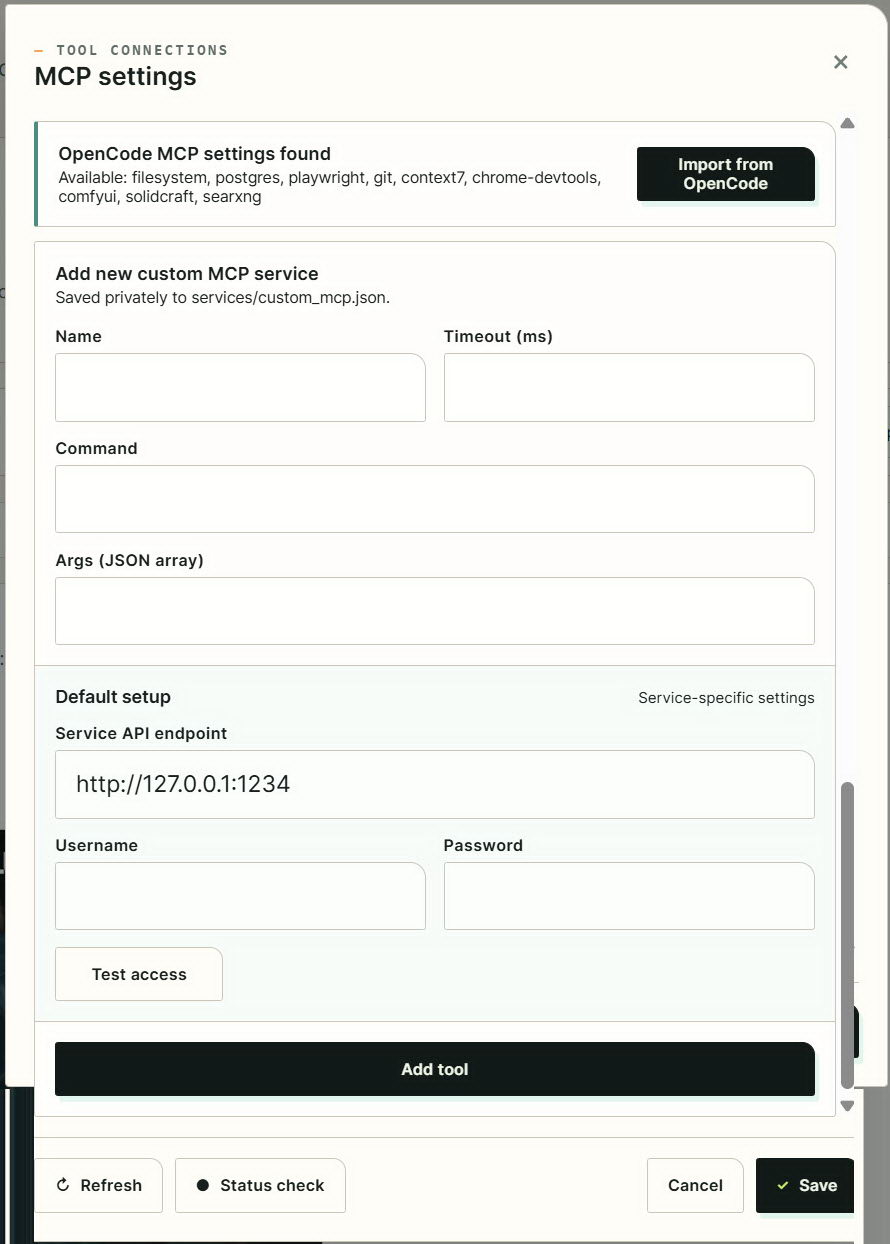 TOOL CONNECTIONS
MCP settings
OpenCode MCP settings found
Available: filesystem, postgres, playwright, git, context7, chrome-devtools,
comfyui, solidcraft, searxng
Import from
OpenCode
Add new custom MCP service
Saved privately to services/custom_mcp.json.
Name
Timeout (ms)
Command
Args (JSON array)
Default setup
Service-specific settings
Service API endpoint
http://127.0.0.1:1234
Username
Password
Test access
Add tool
Refresh
Status check
Cancel
Save